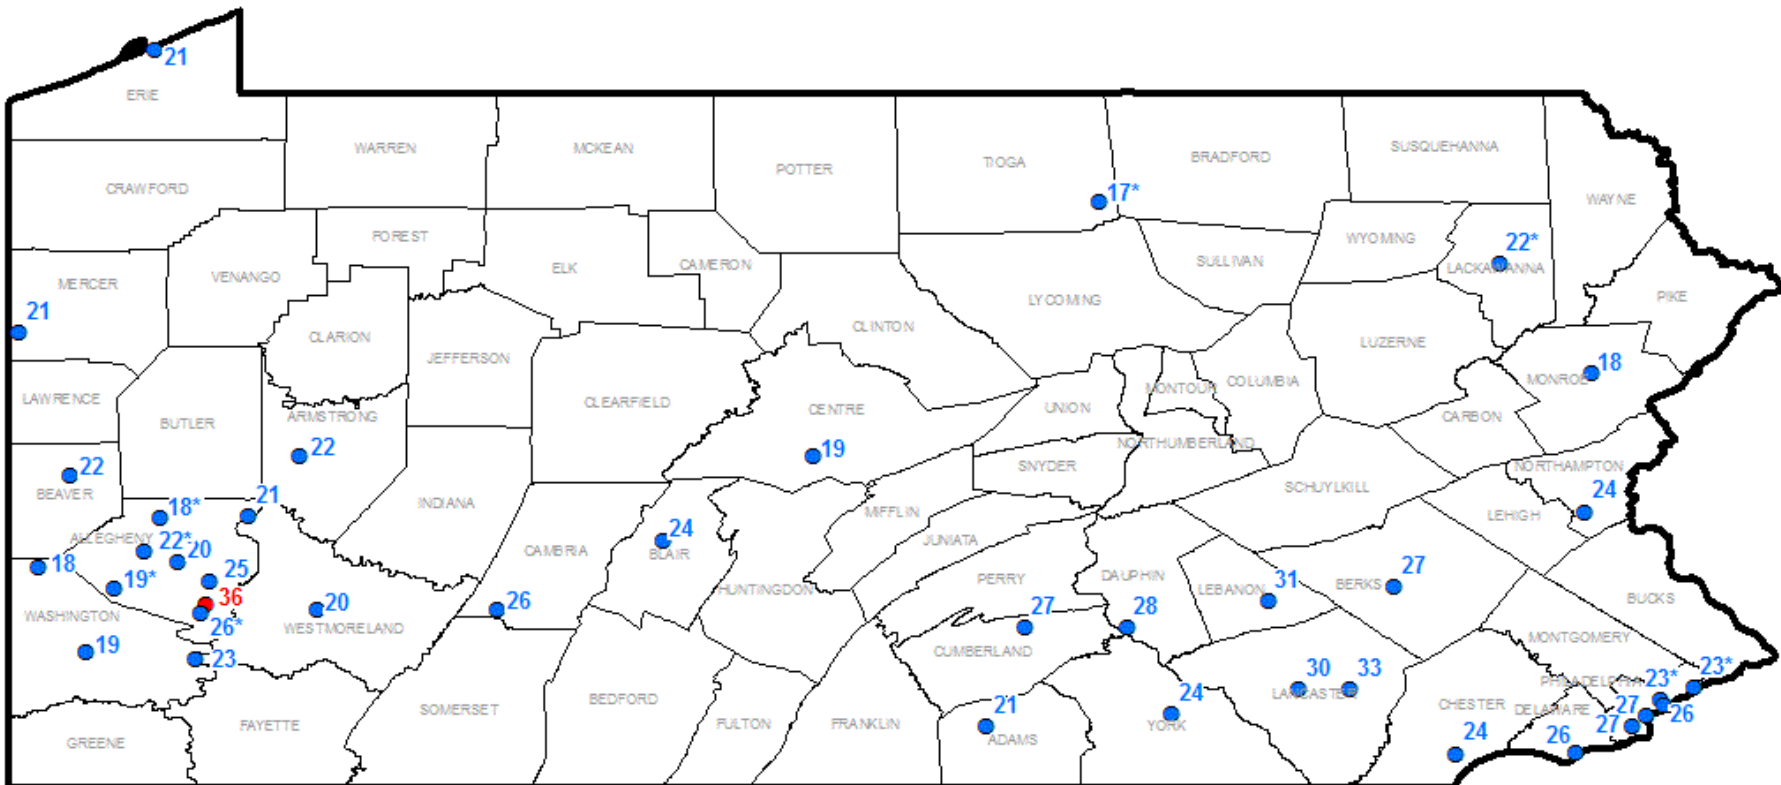 21
ERIE
WARREN
MCKEAN
POTTER
TIOGA
BRADFORD
SUSQUEHANNA
CRAWFORD
17*
WAYNE
FOREST
WYOMING
22*
VENANGO
ELK
CAMERON
SULLIVAN
LACKAWANNA
MERCER
LYCOMING
PIKE
21
CLARION
CLINTON
LUZERNE
JEFFERSON
18
MONROE
LAWRENCE
CLEARFIELD
CENTRE
UNION
MONTOUR
COLUMBIA
BUTLER
ARMSTRONG
CARBON
22
22
19
NORTHUMBERLAND
SNYDER
NORTHAMPTON
BEAVER
SCHUYLKILL
24
18*
21
INDIANA
MIFFLIN
LEHIGH
ALLEGHENY
22*
20
24
BLAIR
CAMBRIA
JUNIATA
18
19*
25
PERRY
DAUPHIN
LEBANON
31
BERKS
27
36
20
26
HUNTINGDON
BUCKS
WASHINGTON
26*
WESTMORELAND
27
28
MONTGOMERY
19
23
CUMBERLAND
30
33
PHILADELPHIA
23*
23*
SOMERSET
BEDFORD
24
LANCASTER
CHESTER
DELAWARE
27
26
FAYETTE
FULTON
FRANKLIN
21
ADAMS
YORK
24
26
27
GREENE